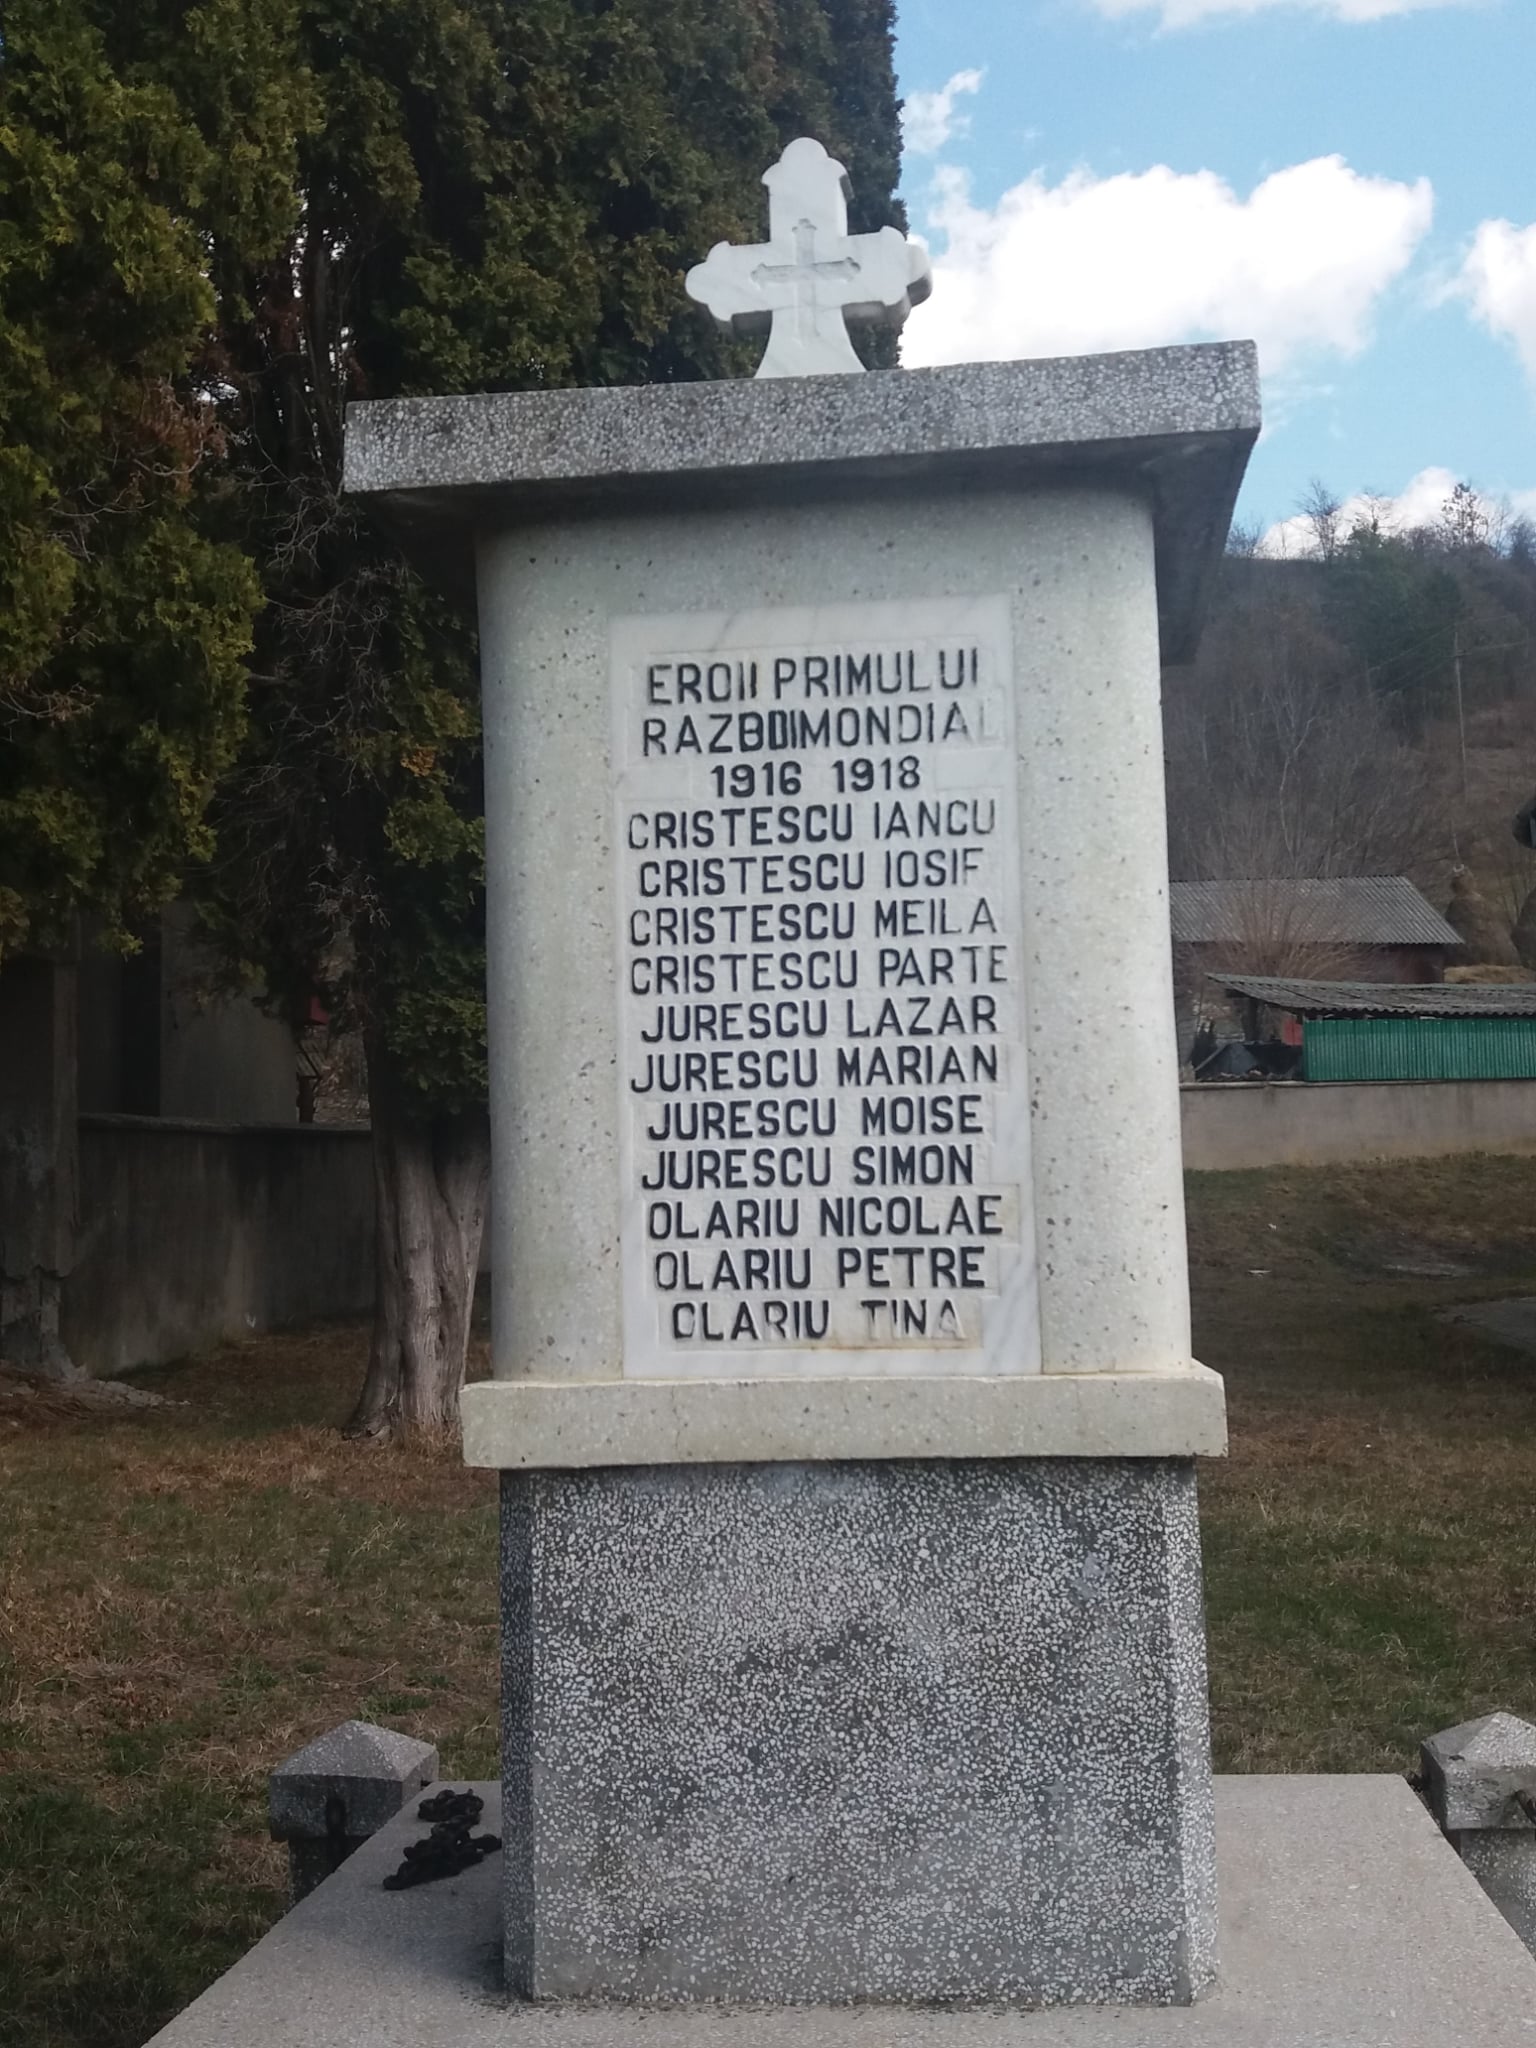 EROII PRIMULUI
RAZBOI MONDIAL
1916 1918
CRISTESCU IANCU
CRISTESCU IOSIF
CRISTESCU MEILA
CRISTESCU PARTE
JURESCU LAZAR
JURESCU MARIAN
JURESCU MOISE
JURESCU SIMON
OLARIU NICOLAE
OLARIU PETRE
OLARIU TINA